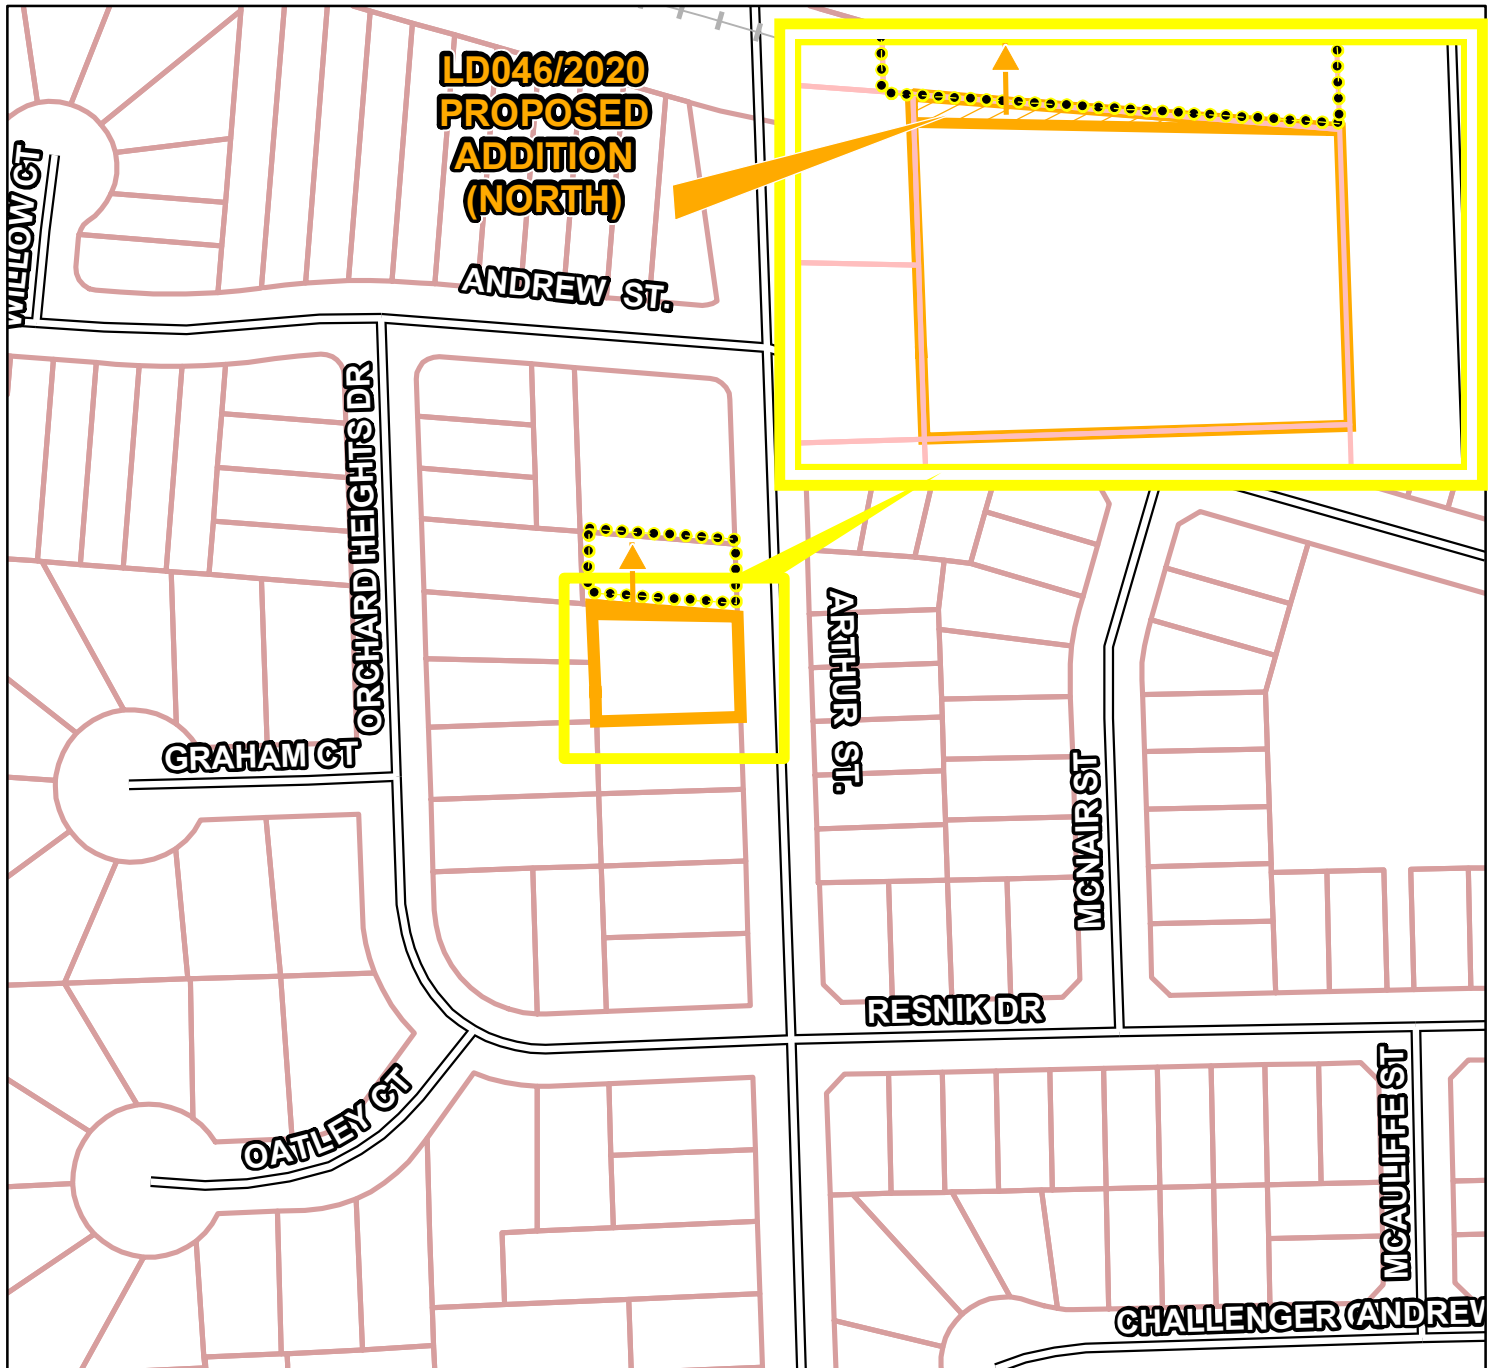 LD046/2020
PROPOSED
ADDITION
(NORTH)
WILLOW CT
ANDREW ST.
ORCHARD HEIGHTS DR
ARTHUR ST.
GRAHAM CT
MCNAIR ST
RESNIK DR
OATLEY CT
MCAULIFFE ST
CHALLENGER
ANDREW